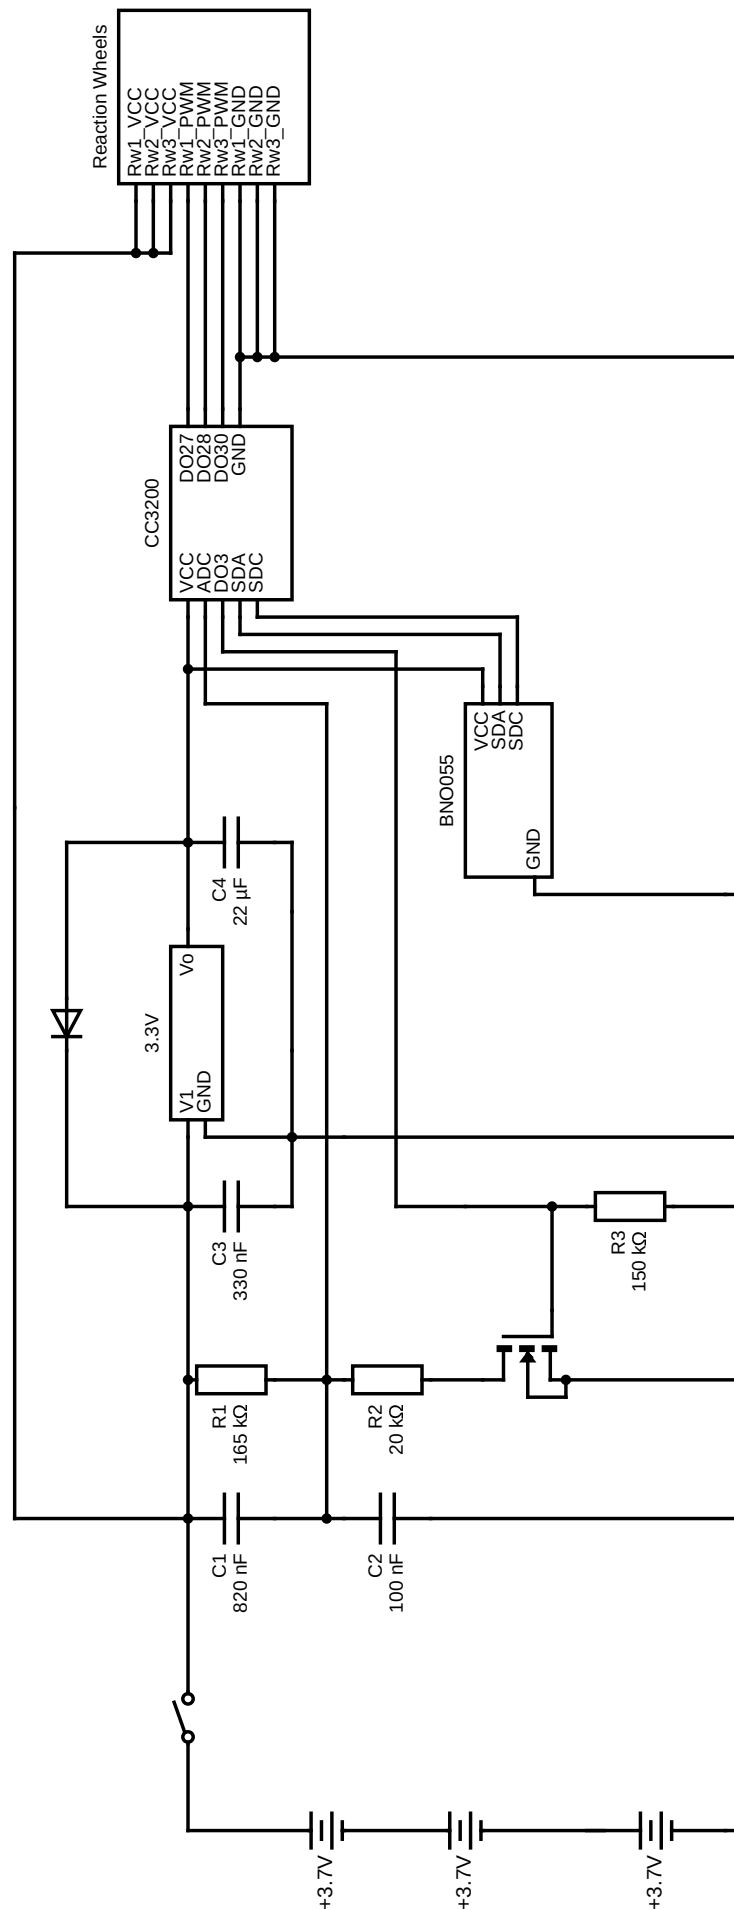 Reaction Wheels
Rw1_VCC
Rw2_VCC
Rw3_VCC
Rw1_PWM
Rw2_PWM
Rw3_PWM
Rw1_GND
Rw2_GND
Rw3_GND
CC3200
DO27
DO28
DO30
GND
VCC
ADC
DO3
SDA
SDC
BNO055
VCC
SDA
SDC
GND
C4
22 µF
3.3V
Vo
V1
GND
C3
330 nF
R3
150 kΩ
R1
165 kΩ
R2
20 kΩ
C1
820 nF
C2
100 nF
+3.7V
+3.7V
+3.7V